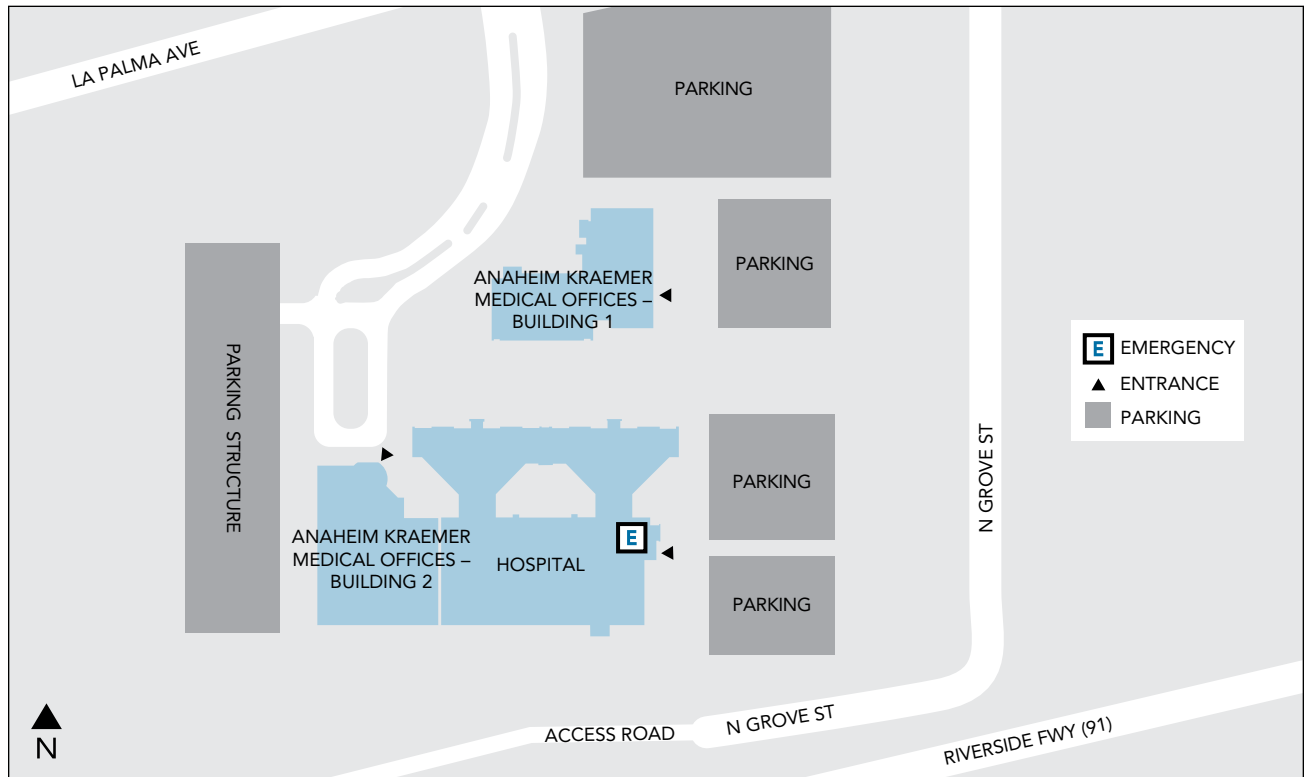 LA PALMA AVE
PARKING
PARKING
ANAHEIM KRAEMER
MEDICAL OFFICES –
BUILDING 1
PARKING STRUCTURE
E EMERGENCY
ENTRANCE
PARKING
N GROVE ST
PARKING
E
ANAHEIM KRAEMER
MEDICAL OFFICES –
BUILDING 2
HOSPITAL
PARKING
N GROVE ST
ACCESS ROAD
RIVERSIDE FWY (91)
N